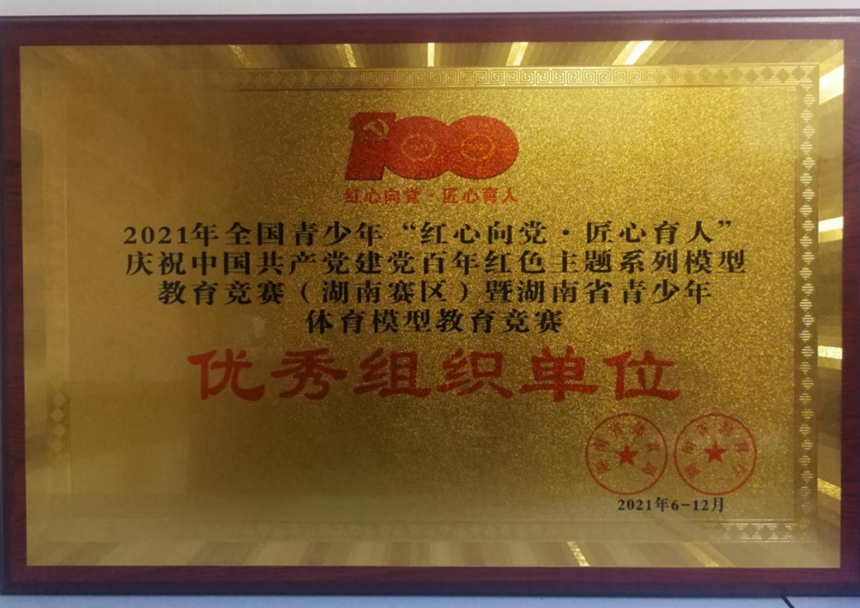 100
红心向党·匠心育人
2021年全国青少年“红心向党·匠心育人”
庆祝中国共产党建党百年红色主题系列模型
教育竞赛（湖南赛区）暨湖南省青少年
体育模型教育竞赛
优秀组织单位
2021年6-12月